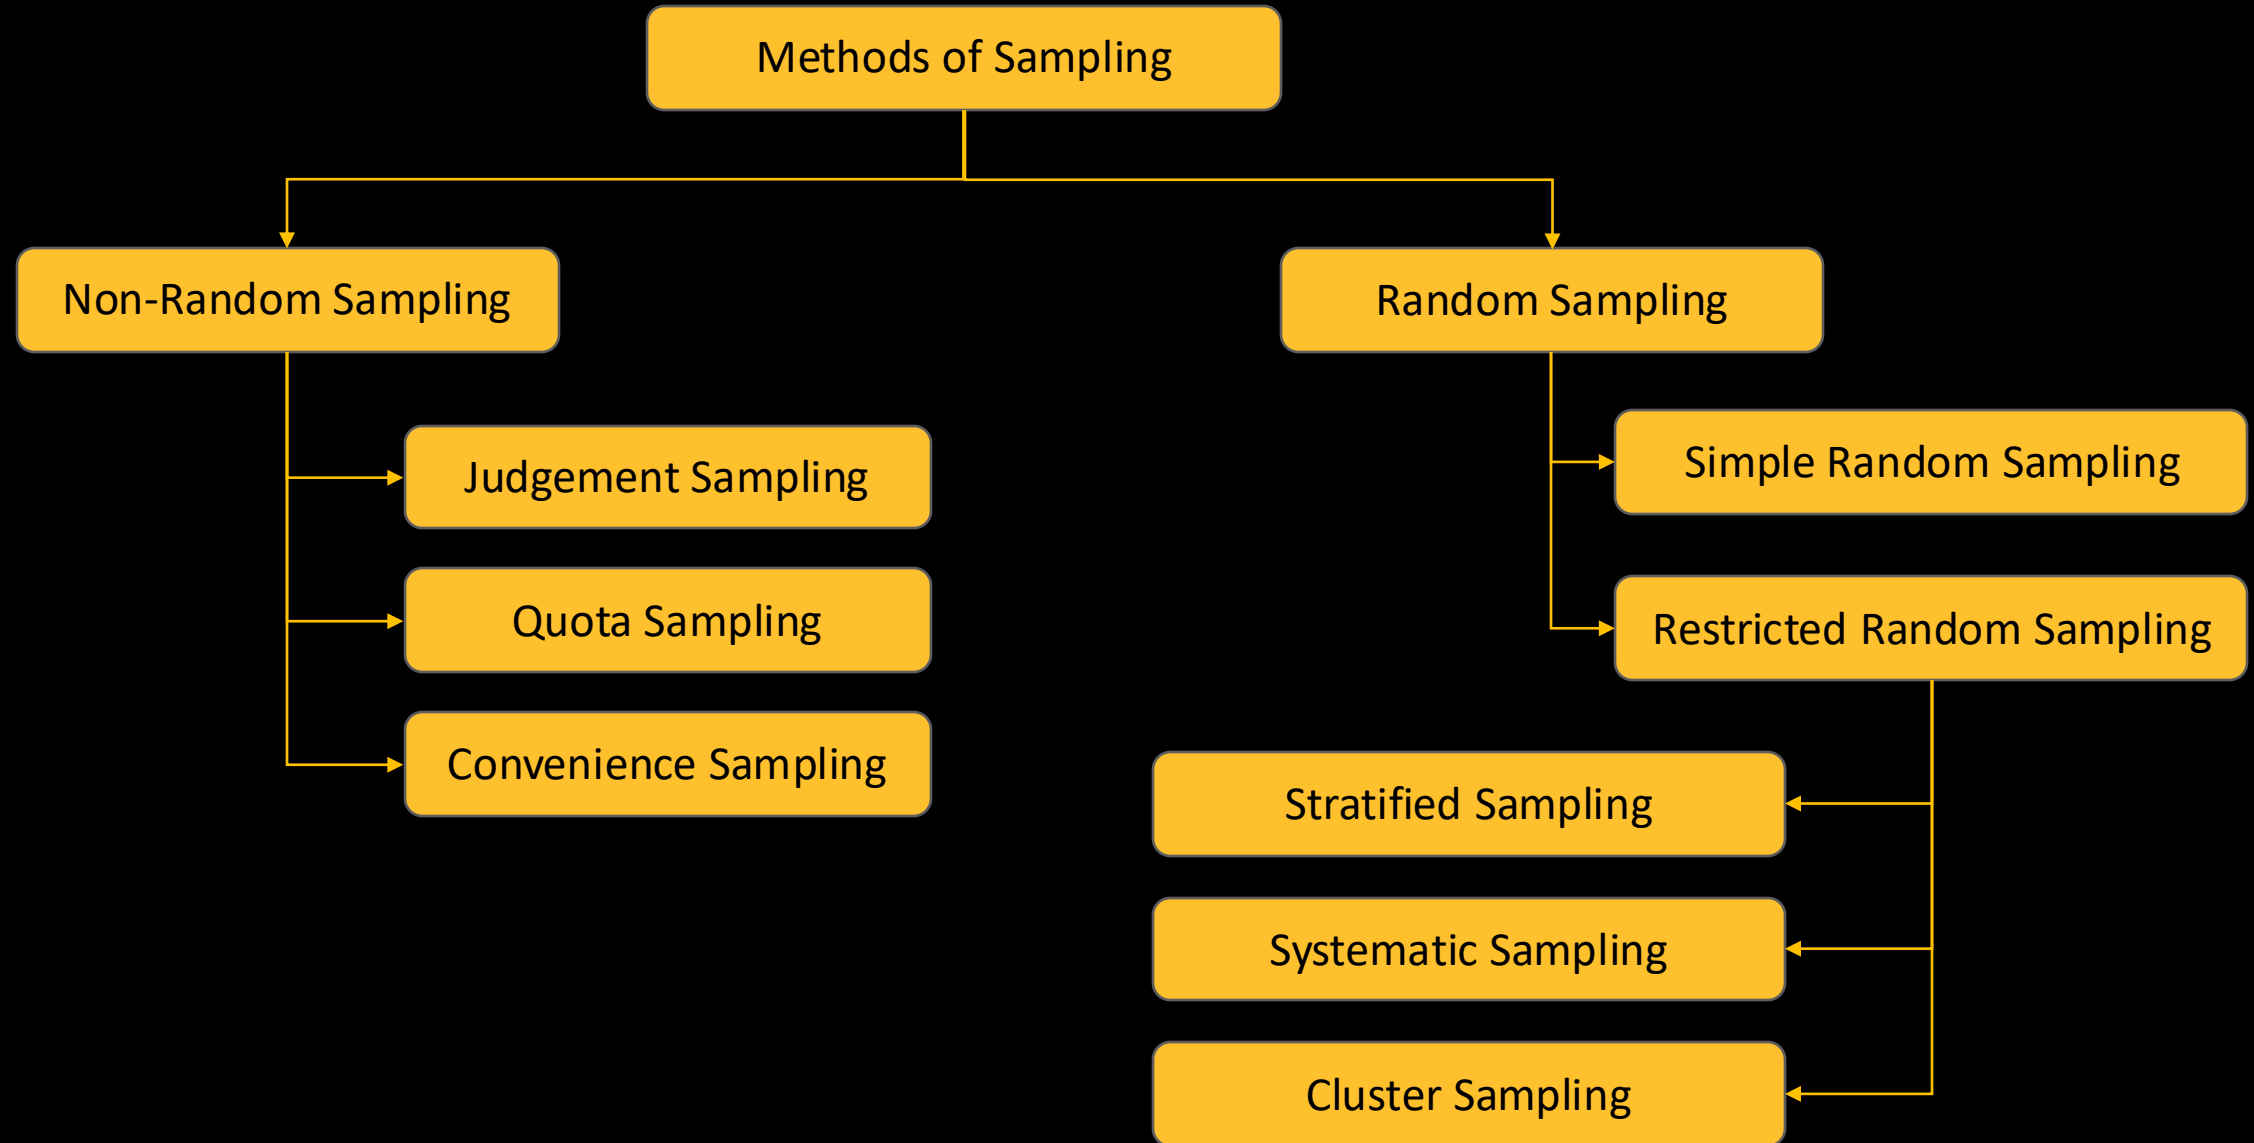 Methods of Sampling
Non-Random Sampling
Judgement Sampling
Quota Sampling
Convenience Sampling
Random Sampling
Simple Random Sampling
Restricted Random Sampling
Stratified Sampling
Systematic Sampling
Cluster Sampling